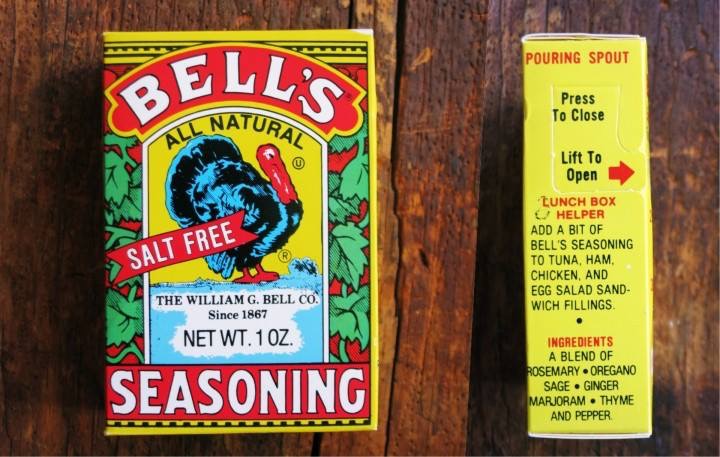 BELL'S
ALL NATURAL
U
SALT FREE
R
THE WILLIAM G. BELL CO.
Since 1867
NET WT. 1 OZ.
SEASONING
POURING SPOUT
Press
To Close
Lift To
Open
LUNCH BOX
HELPER
ADD A BIT OF
BELL'S SEASONING
TO TUNA, HAM,
CHICKEN, AND
EGG SALAD SAND-
WICH FILLINGS.
•
INGREDIENTS
A BLEND OF
ROSEMARY • OREGANO
SAGE • GINGER
MARJORAM • THYME
AND PEPPER.